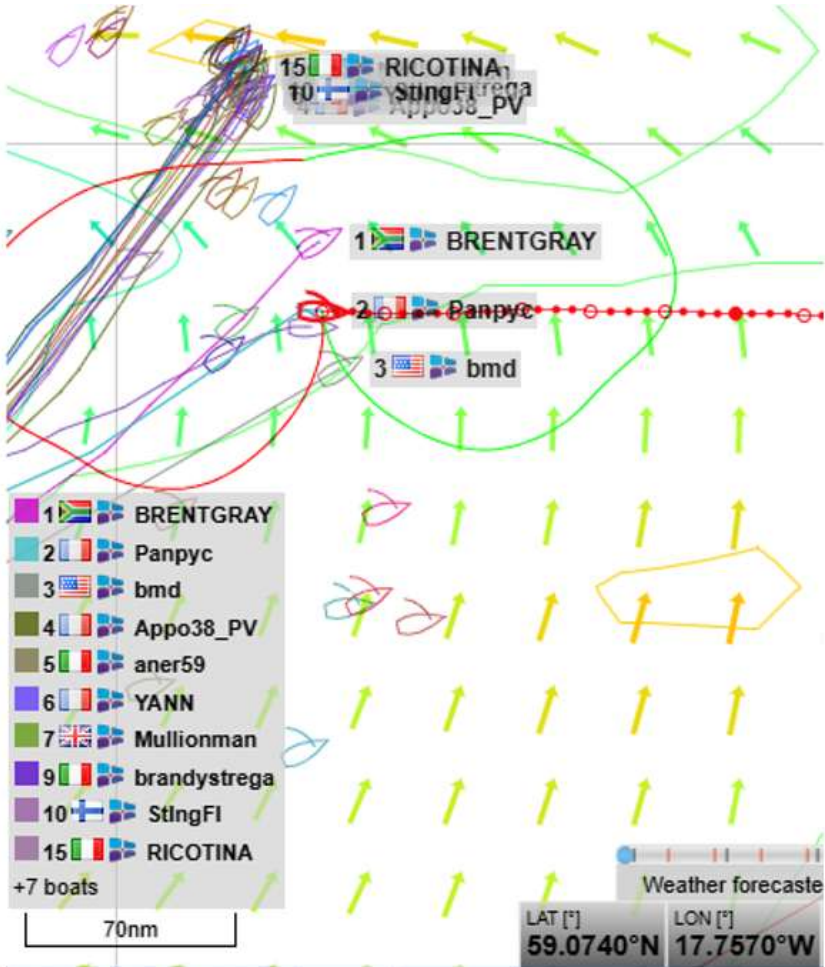 15 RICOTINA
10 StIngFI
4 Appo38_PV
1 BRENTGRAY
2 Panpyc
3 bmd
1 BRENTGRAY
2 Panpyc
3 bmd
4 Appo38_PV
5 aner59
6 YANN
7 Mullionman
9 brandystrega
10 StIngFI
15 RICOTINA
+7 boats
70nm
Weather forecaste
LAT [°] LON [°]
59.0740°N 17.7570°W